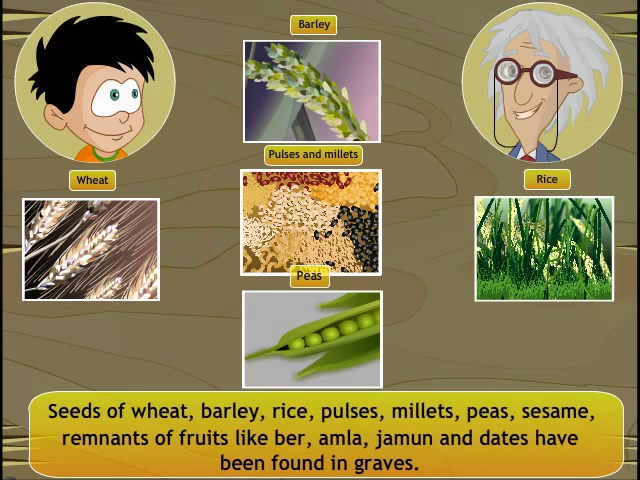 Barley
Pulses and millets
Wheat
Rice
Peas
Seeds of wheat, barley, rice, pulses, millets, peas, sesame,
remnants of fruits like ber, amla, jamun and dates have
been found in graves.